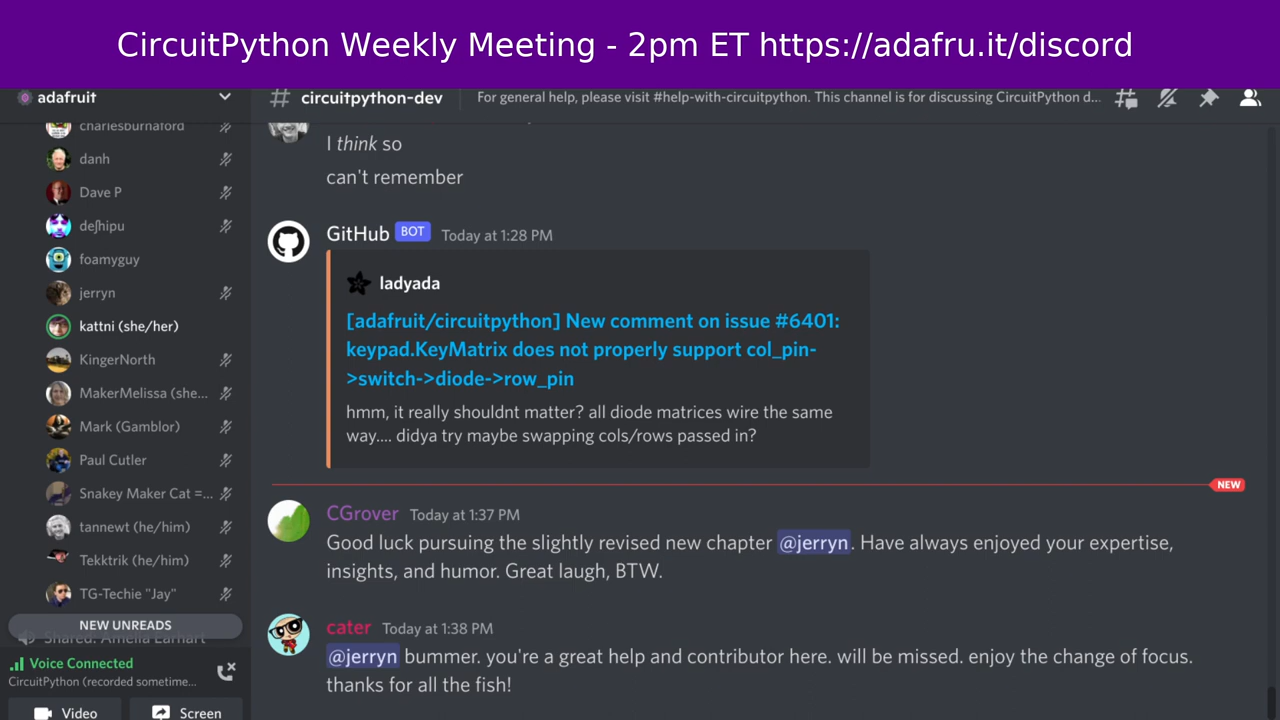 CircuitPython Weekly Meeting - 2pm ET https://adafru.it/discord
adafruit
charlesburnaford
danh
Dave P
deʃhipu
foamyguy
jerryn
kattni (she/her)
KingerNorth
MakerMelissa (she...
Mark (Gamblor)
Paul Cutler
Snakey Maker Cat =...
tannewt (he/him)
Tekktrik (he/him)
TG-Techie "Jay"
NEW UNREADS
Shared: Amelia Earhart
Voice Connected
CircuitPython (recorded sometime...
Video
Screen
# circuitpython-dev
For general help, please visit #help-with-circuitpython. This channel is for discussing CircuitPython d...
I think so
can't remember
GitHub BOT Today at 1:28 PM
ladyada
[adafruit/circuitpython] New comment on issue #6401:
keypad.KeyMatrix does not properly support col_pin-
>switch->diode->row_pin
hmm, it really shouldnt matter? all diode matrices wire the same
way.... didya try maybe swapping cols/rows passed in?
NEW
CGrover Today at 1:37 PM
Good luck pursuing the slightly revised new chapter @jerryn. Have always enjoyed your expertise,
insights, and humor. Great laugh, BTW.
cater Today at 1:38 PM
@jerryn bummer. you're a great help and contributor here. will be missed. enjoy the change of focus.
thanks for all the fish!